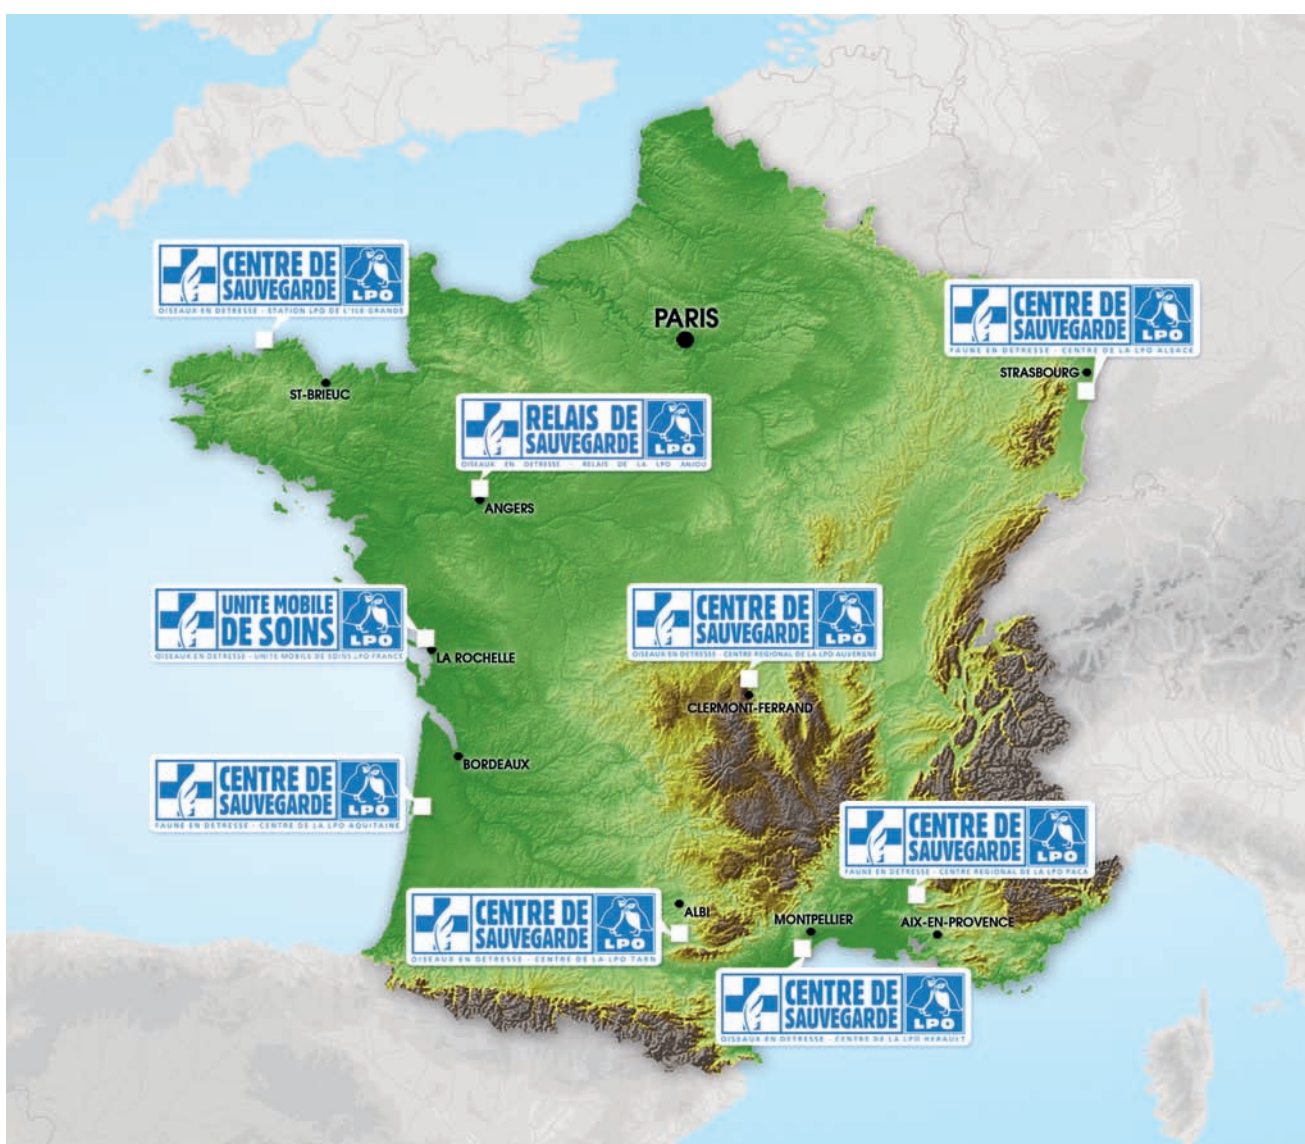 CENTRE DE
SAUVEGARDE
LPO
OISEAUX EN DETRESSE - STATION LPO DE L'ILE GRANDE
PARIS
CENTRE DE
SAUVEGARDE
LPO
FAUNE EN DETRESSE - CENTRE DE LA LPO ALSACE
STRASBOURG
ST-BRIEUC
RELAIS DE
SAUVEGARDE
LPO
OISEAUX EN DETRESSE - RELAIS DE LA LPO ANJOU
ANGERS
UNITE MOBILE
DE SOINS
LPO
OISEAUX EN DETRESSE - UNITE MOBILE DE SOINS LPO FRANCE
LA ROCHELLE
CENTRE DE
SAUVEGARDE
LPO
OISEAUX EN DETRESSE - CENTRE REGIONAL DE LA LPO AUVERGNE
CLERMONT-FERRAND
BORDEAUX
CENTRE DE
SAUVEGARDE
LPO
FAUNE EN DETRESSE - CENTRE DE LA LPO AQUITAINE
CENTRE DE
SAUVEGARDE
LPO
FAUNE EN DETRESSE - CENTRE REGIONAL DE LA LPO PACA
CENTRE DE
SAUVEGARDE
LPO
OISEAUX EN DETRESSE - CENTRE DE LA LPO TARN
ALBI
MONTPELLIER
AIX-EN-PROVENCE
CENTRE DE
SAUVEGARDE
LPO
OISEAUX EN DETRESSE - CENTRE DE LA LPO HERAULT